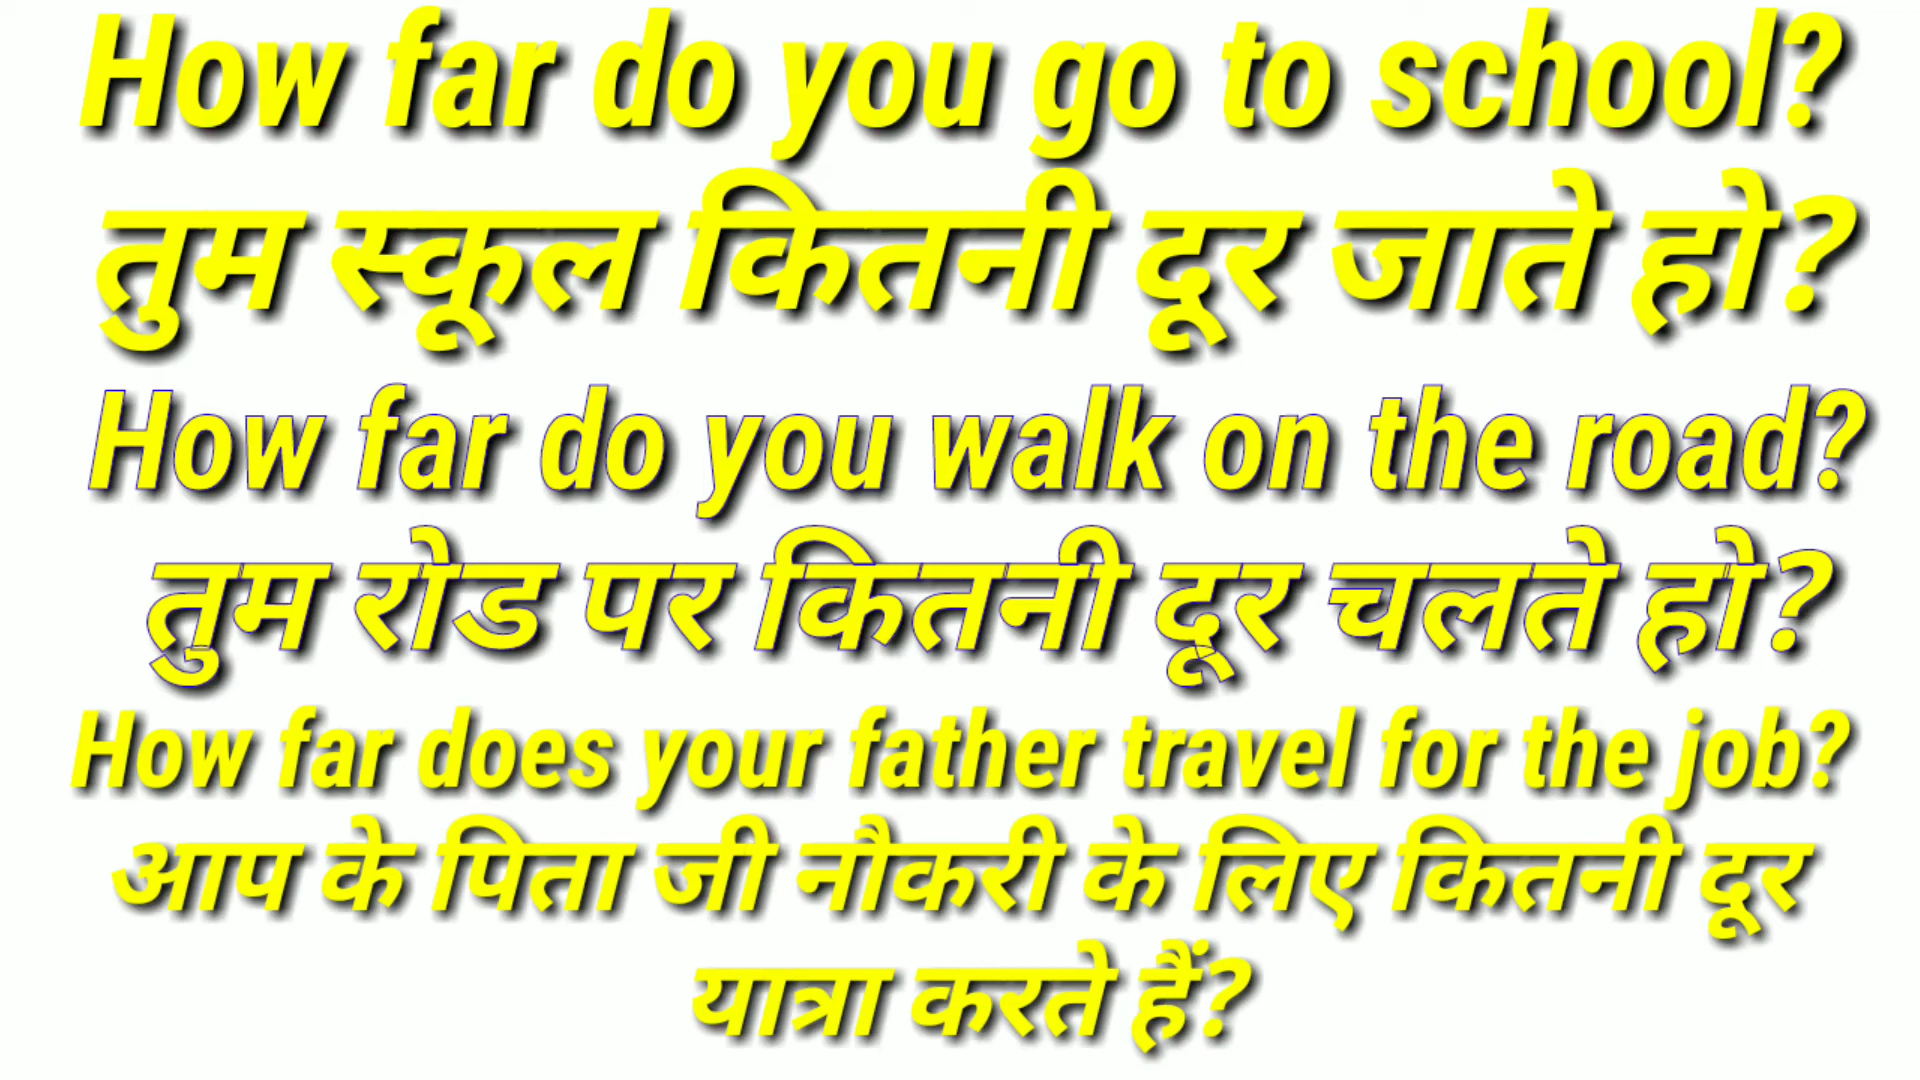 How far do you go to school?
तुम स्कूल कितनी दूर जाते हो?
How far do you walk on the road?
तुम रोड पर कितनी दूर चलते हो?
How far does your father travel for the job?
आप के पिता जी नौकरी के लिए कितनी दूर
यात्रा करते हैं?